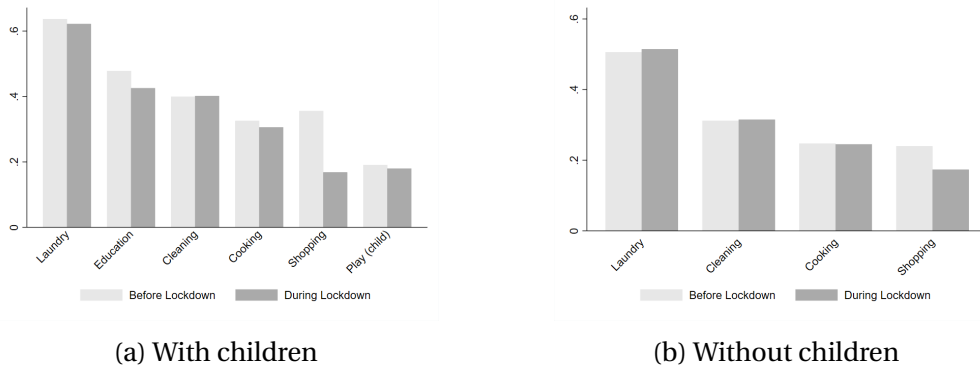 .6
.4
.2
0
Laundry
Education
Cleaning
Cooking
Shopping
Play (child)
Before Lockdown During Lockdown
(a) With children
.6
.4
.2
0
Laundry
Cleaning
Cooking
Shopping
Before Lockdown During Lockdown
(b) Without children